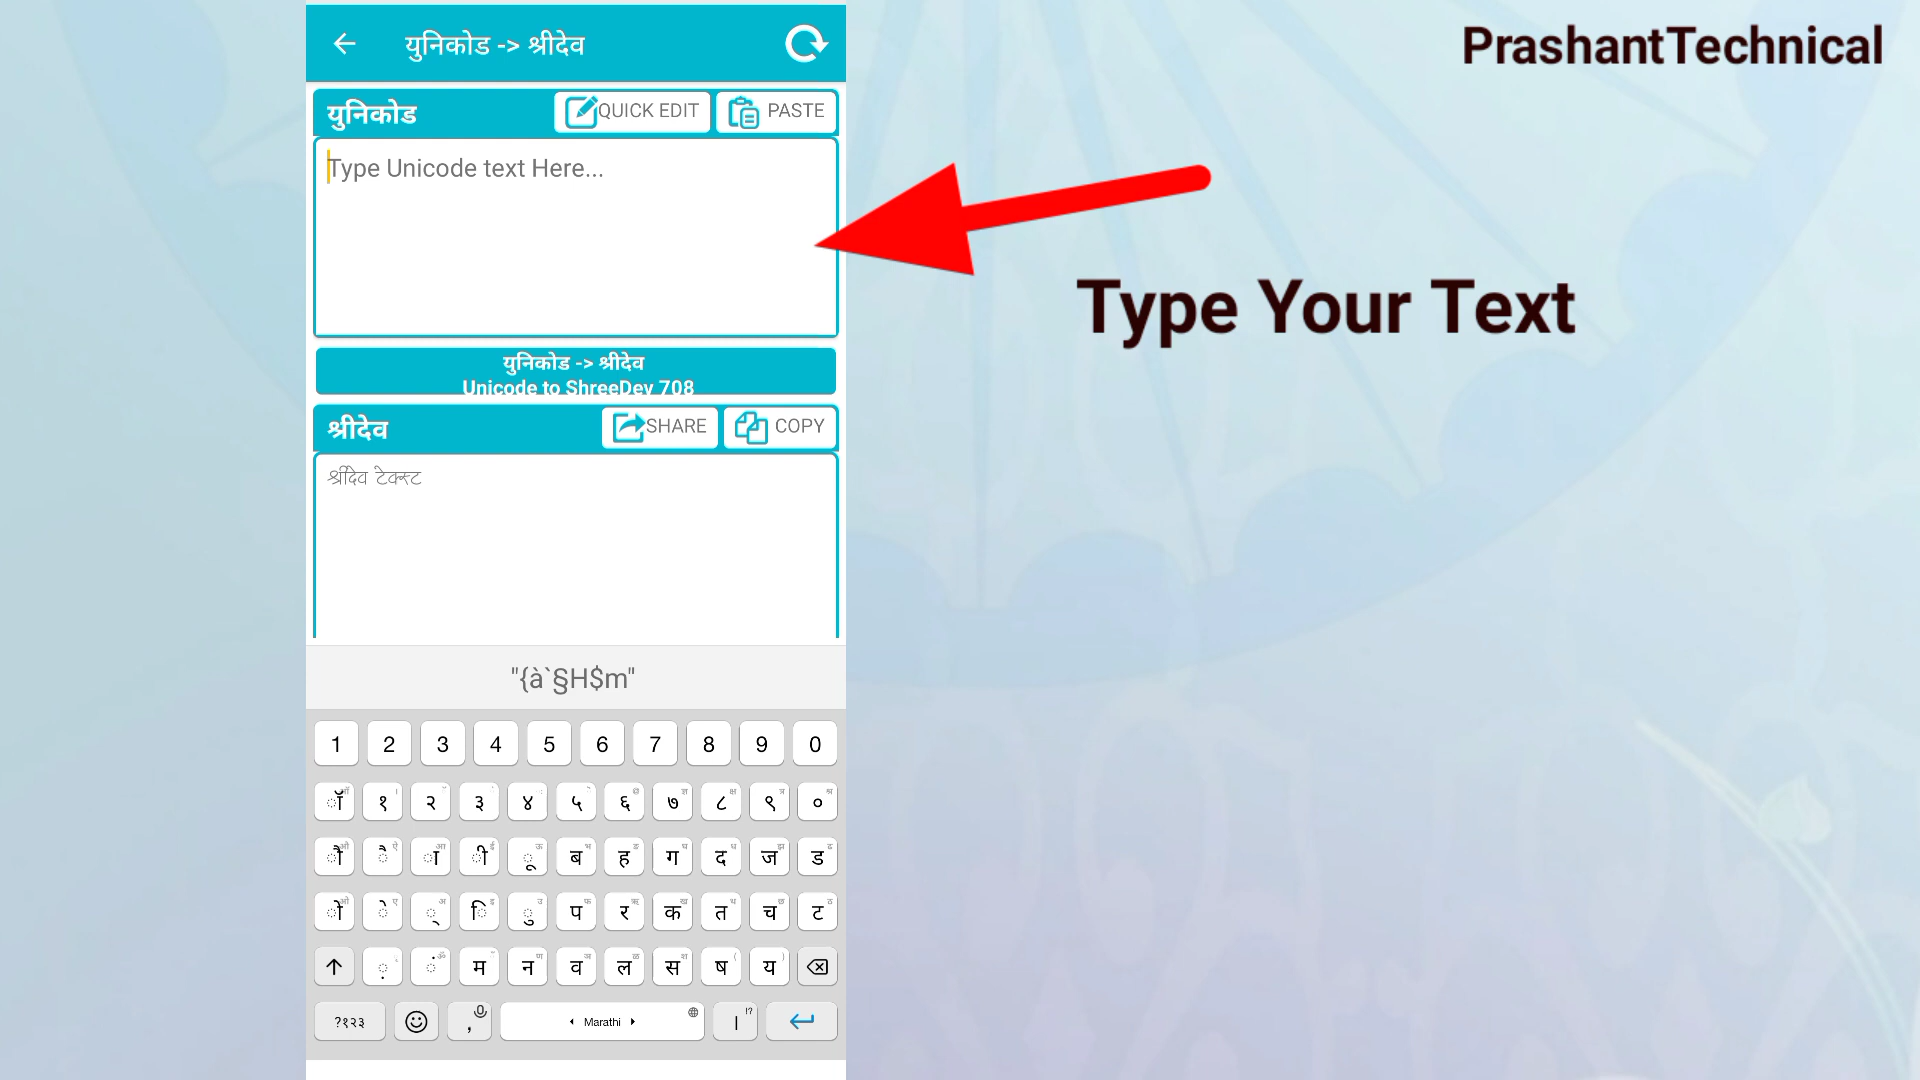 युनिकोड -> श्रीदेव
PrashantTechnical
युनिकोड
QUICK EDIT
PASTE
Type Unicode text Here...
Type Your Text
युनिकोड -> श्रीदेव
Unicode to ShreeDev 708
श्रीदेव
SHARE
COPY
श्रीदेव टेक्स्ट
"{à`§H$m"
1 2 3 4 5 6 7 8 9 0
ॉ १ २ ३ ४ ५ ६ ७ ८ ९ ०
ौ ै ा ी ू ब ह ग द ज ड
ो े ् ि ु प र क त च ट
़ ं म न व ल स ष य
?१२३ , Marathi ।